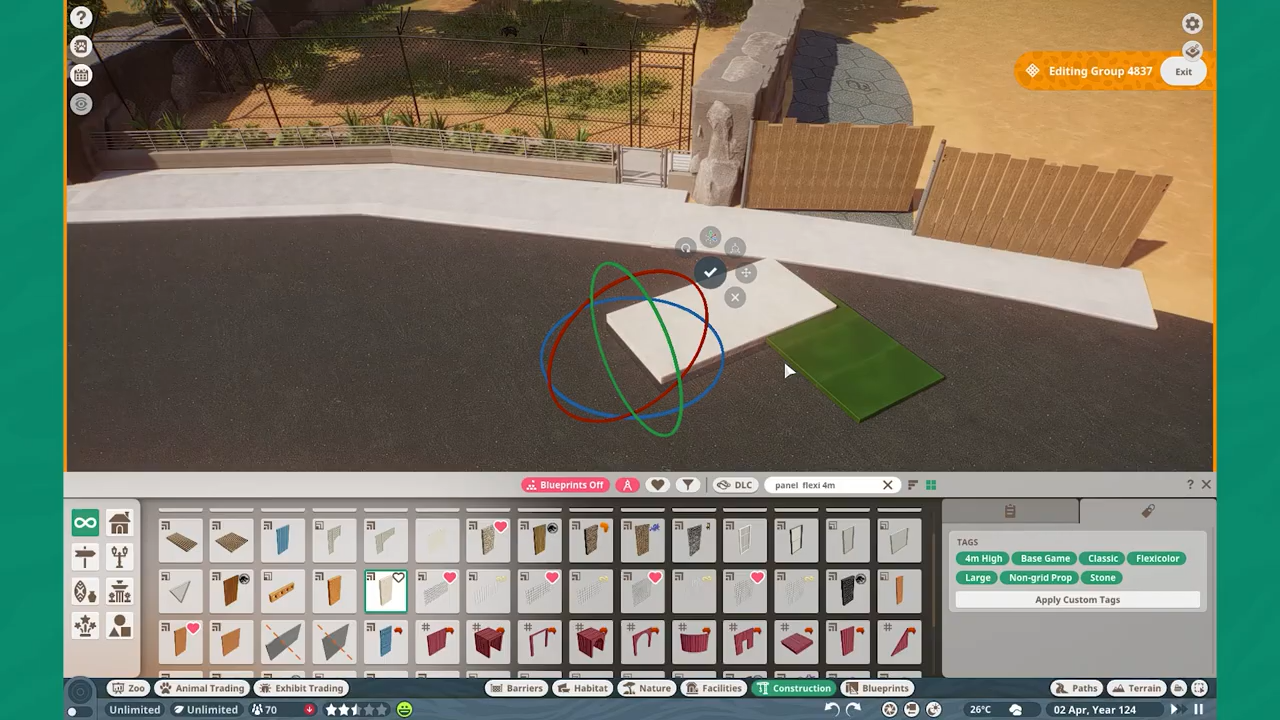 ?
Editing Group 4837
Exit
Blueprints Off
DLC
panel flexi 4m
?
TAGS
4m High
Base Game
Classic
Flexicolor
Large
Non-grid Prop
Stone
Apply Custom Tags
Zoo
Animal Trading
Exhibit Trading
Barriers
Habitat
Nature
Facilities
Construction
Blueprints
Paths
Terrain
Unlimited
Unlimited
70
26°C
02 Apr, Year 124